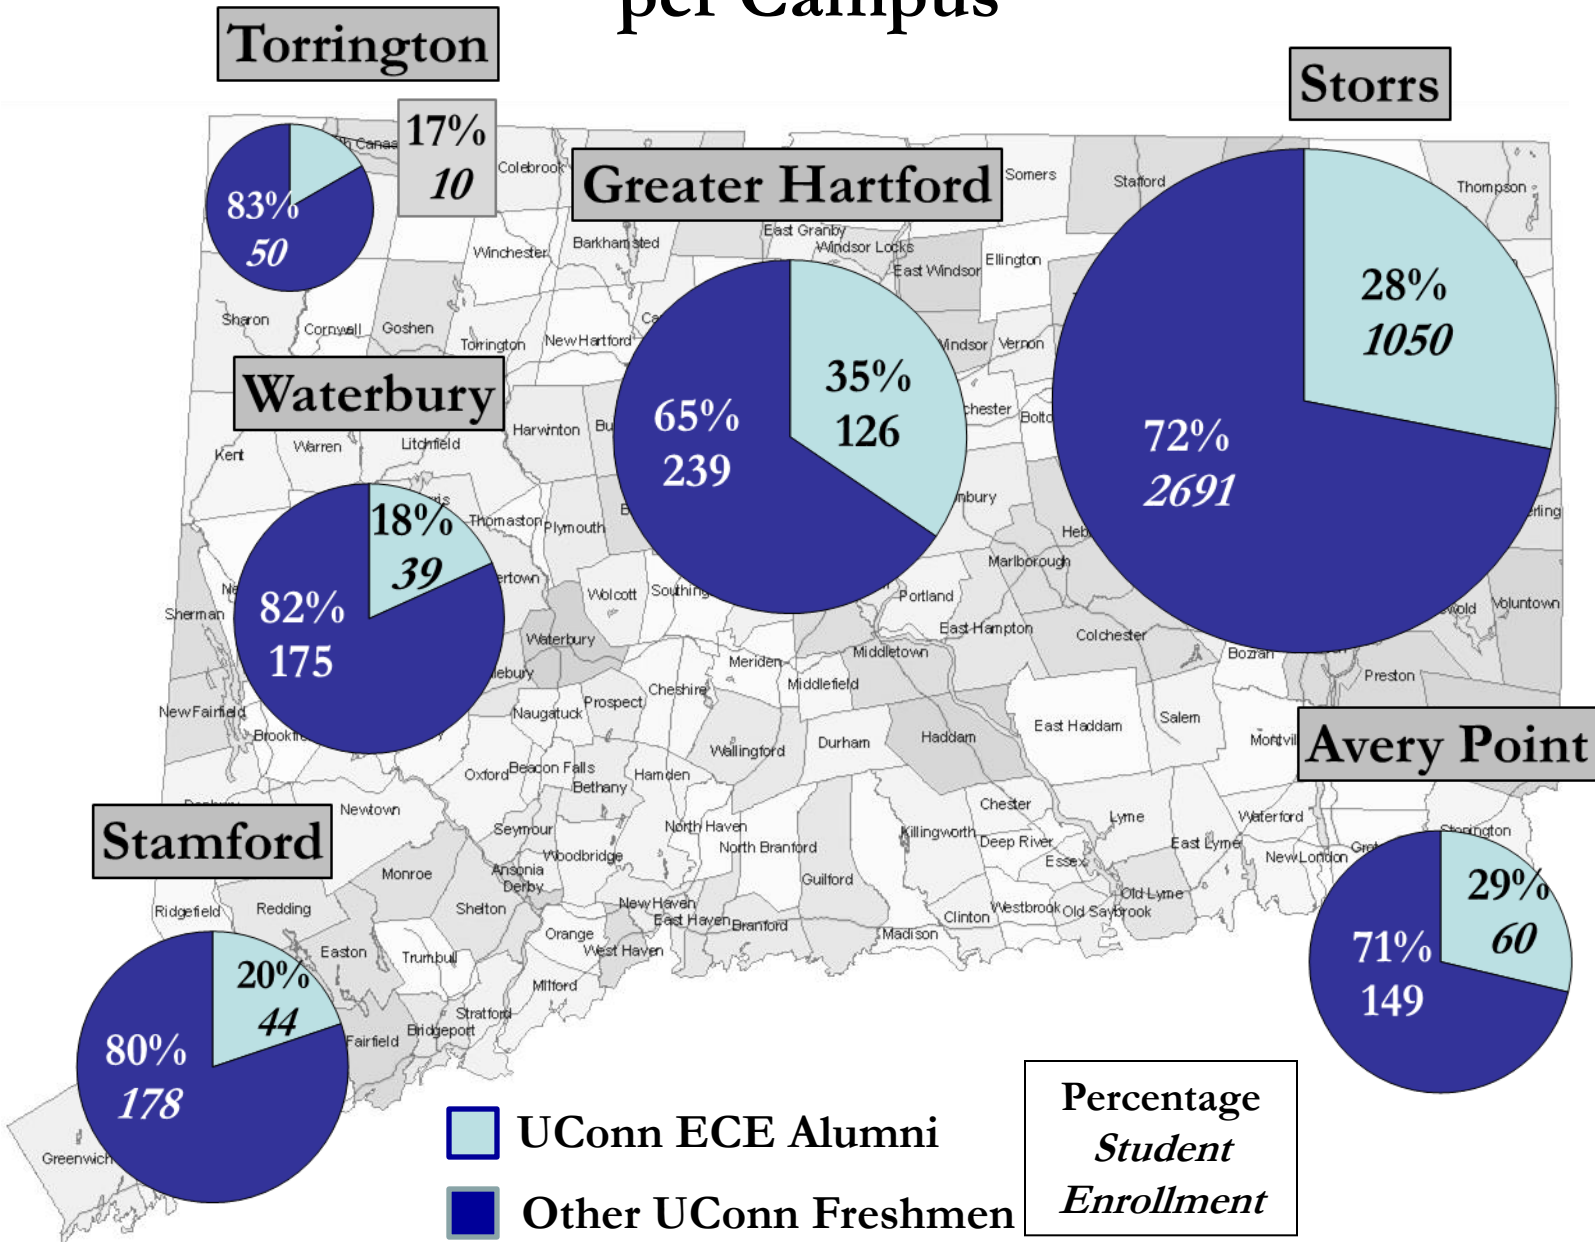 per Campus
Torrington
17%
10
83%
50
Storrs
28%
1050
72%
2691
Greater Hartford
35%
126
65%
239
Waterbury
18%
39
82%
175
Stamford
20%
44
80%
178
Avery Point
29%
60
71%
149
Colebrook
Somers
Stafford
Thompson
East Granby
Winchester
Barkhamsted
Windsor Locks
East Windsor
Ellington
Sharon
Cornwall
Goshen
Torrington
New Hartford
Vernon
Kent
Warren
Litchfield
Harwinton
Thomaston
Plymouth
Marlborough
Sherman
Wolcott
Portland
Voluntown
Waterbury
East Hampton
Colchester
Meriden
Middletown
Bozrah
Preston
Middlefield
Cheshire
Prospect
New Fairfield
Naugatuck
East Haddam
Salem
Wallingford
Durham
Haddam
Oxford
Beacon Falls
Bethany
Hamden
Newtown
Chester
Lyme
Waterford
Stonington
Seymour
North Haven
Killingworth
Deep River
East Lyme
New London
Woodbridge
North Branford
Essex
Monroe
Ansonia
Derby
Guilford
Old Lyme
Ridgefield
Redding
Shelton
New Haven
East Haven
Branford
Clinton
Westbrook
Old Saybrook
Madison
Easton
Trumbull
Orange
West Haven
Milford
Stratford
Bridgeport
Fairfield
Greenwich
UConn ECE Alumni
Other UConn Freshmen
Percentage
Student
Enrollment